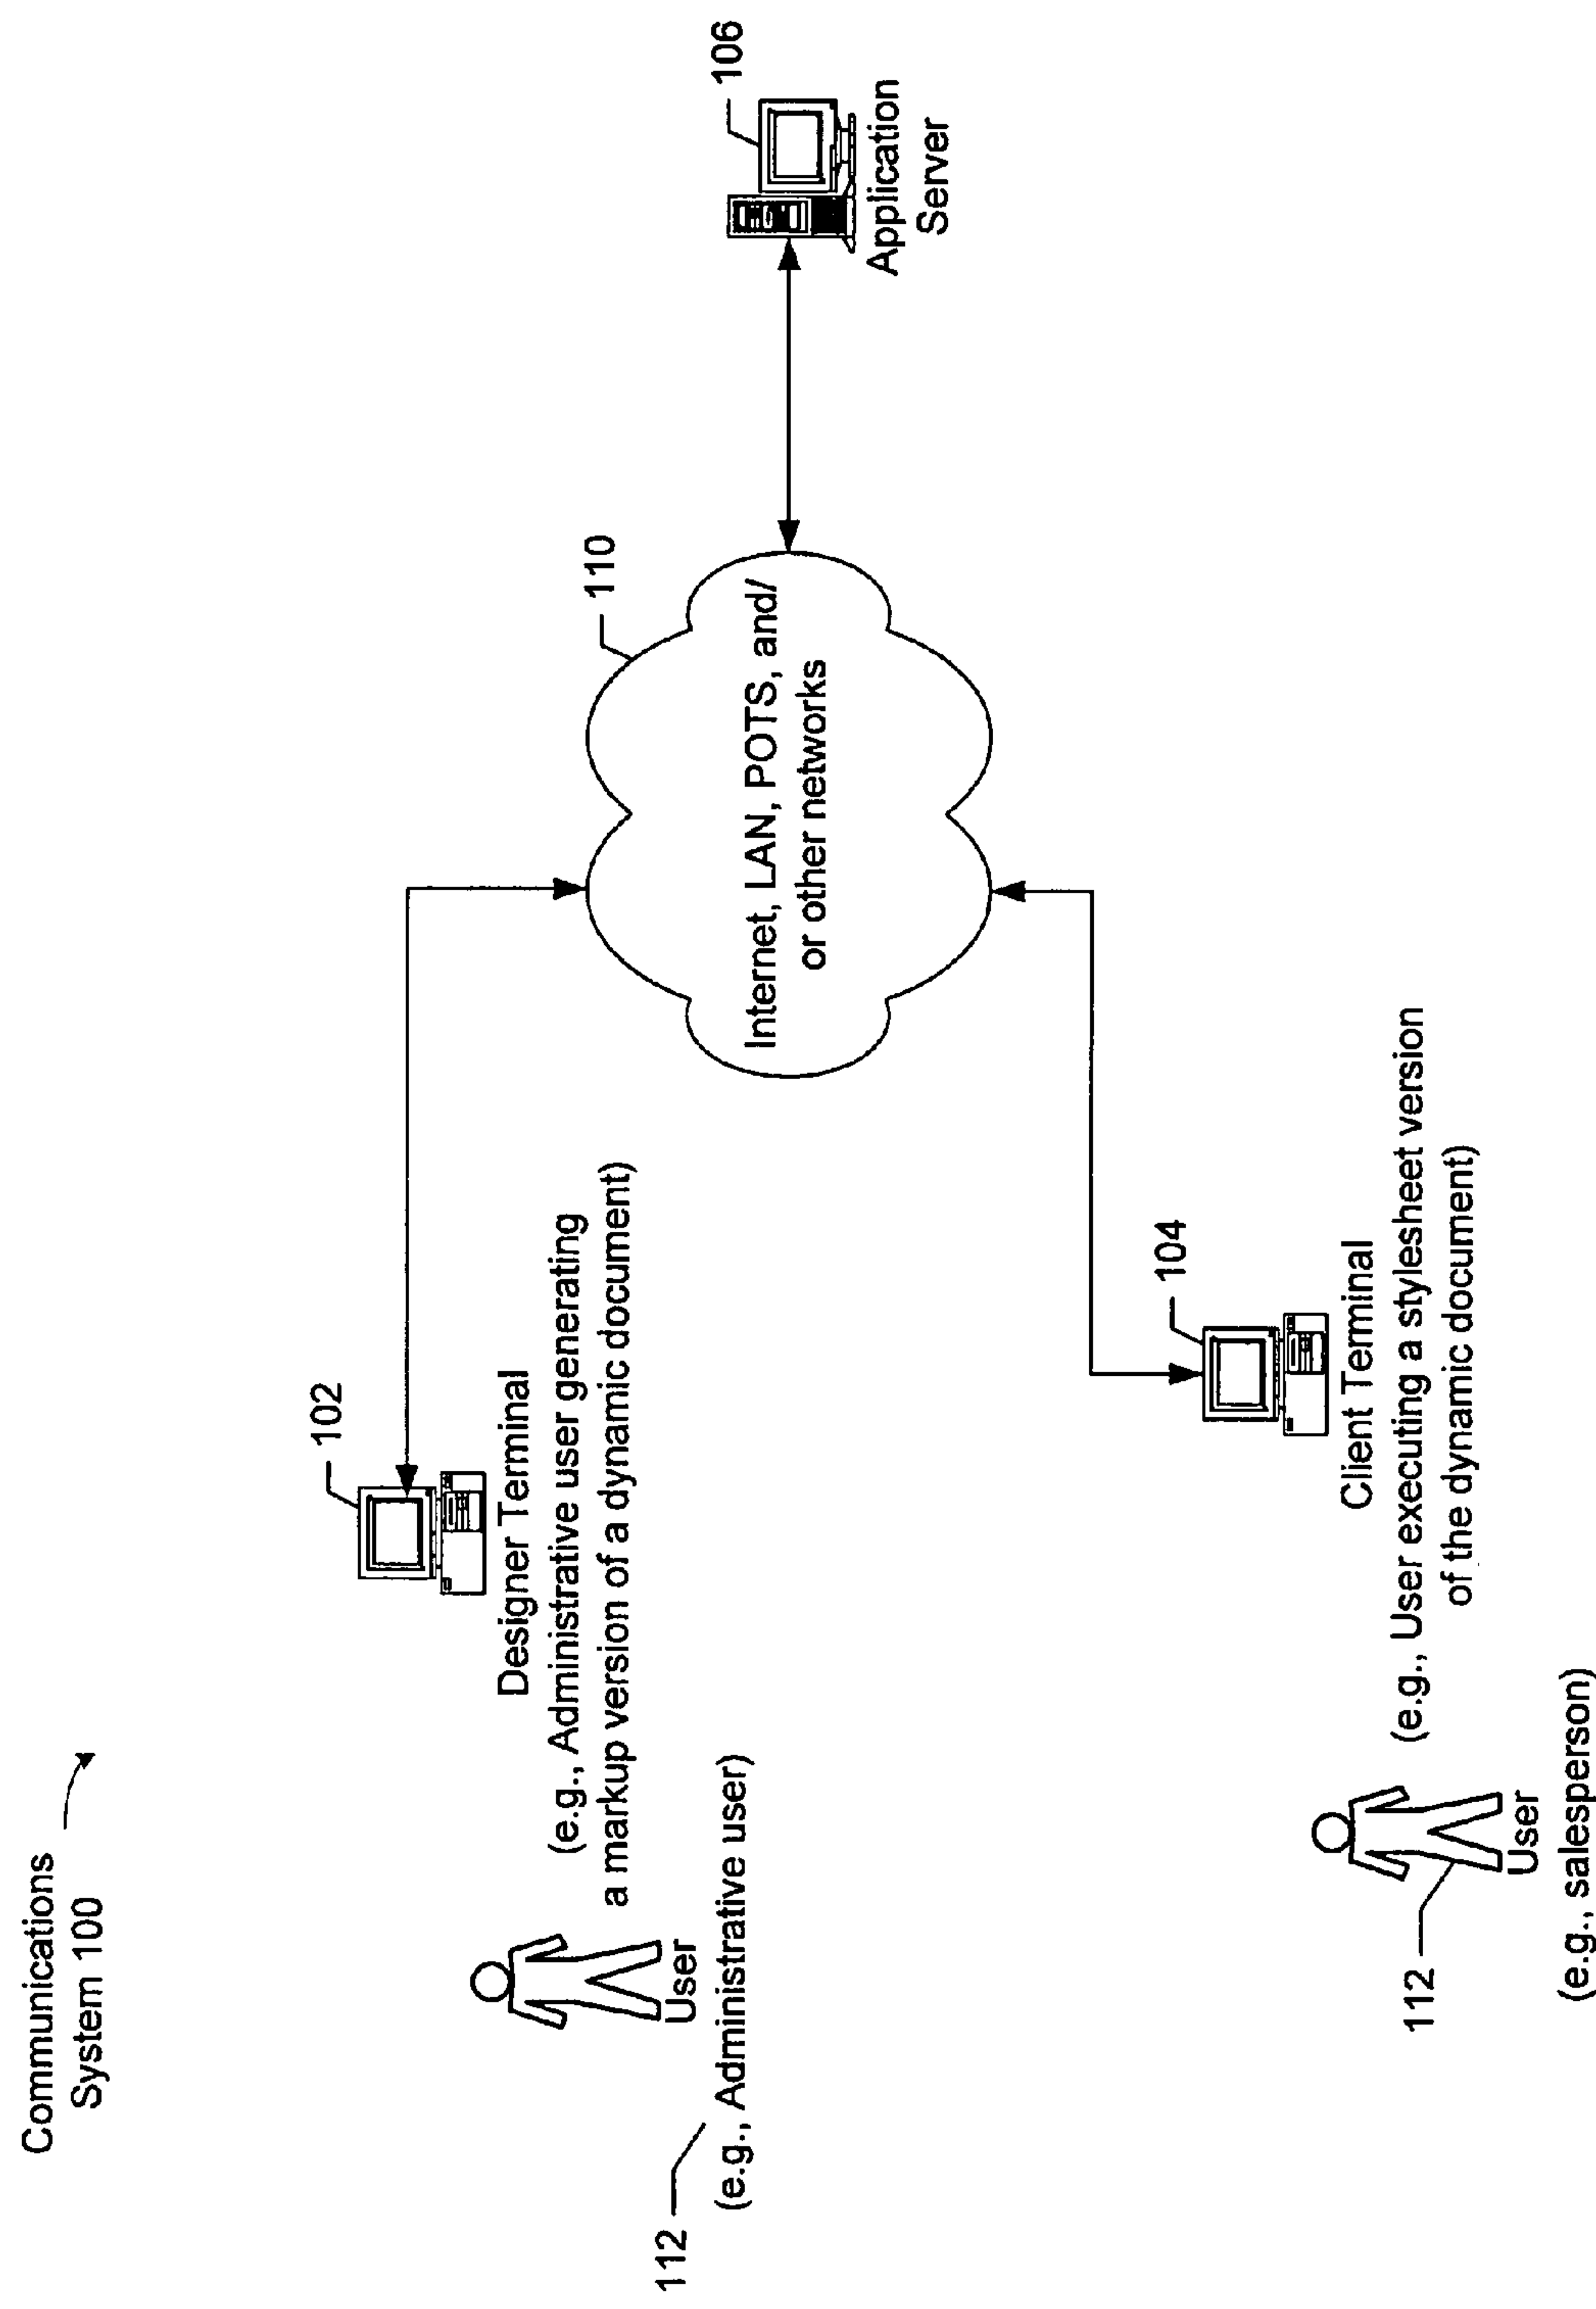 Communications
System 100
102
Designer Terminal
(e.g., Administrative user generating
a markup version of a dynamic document)
User
112
(e.g., Administrative user)
110
Internet, LAN, POTS, and/
or other networks
106
Application
Server
104
Client Terminal
(e.g., User executing a stylesheet version
of the dynamic document)
112
User
(e.g., salesperson)